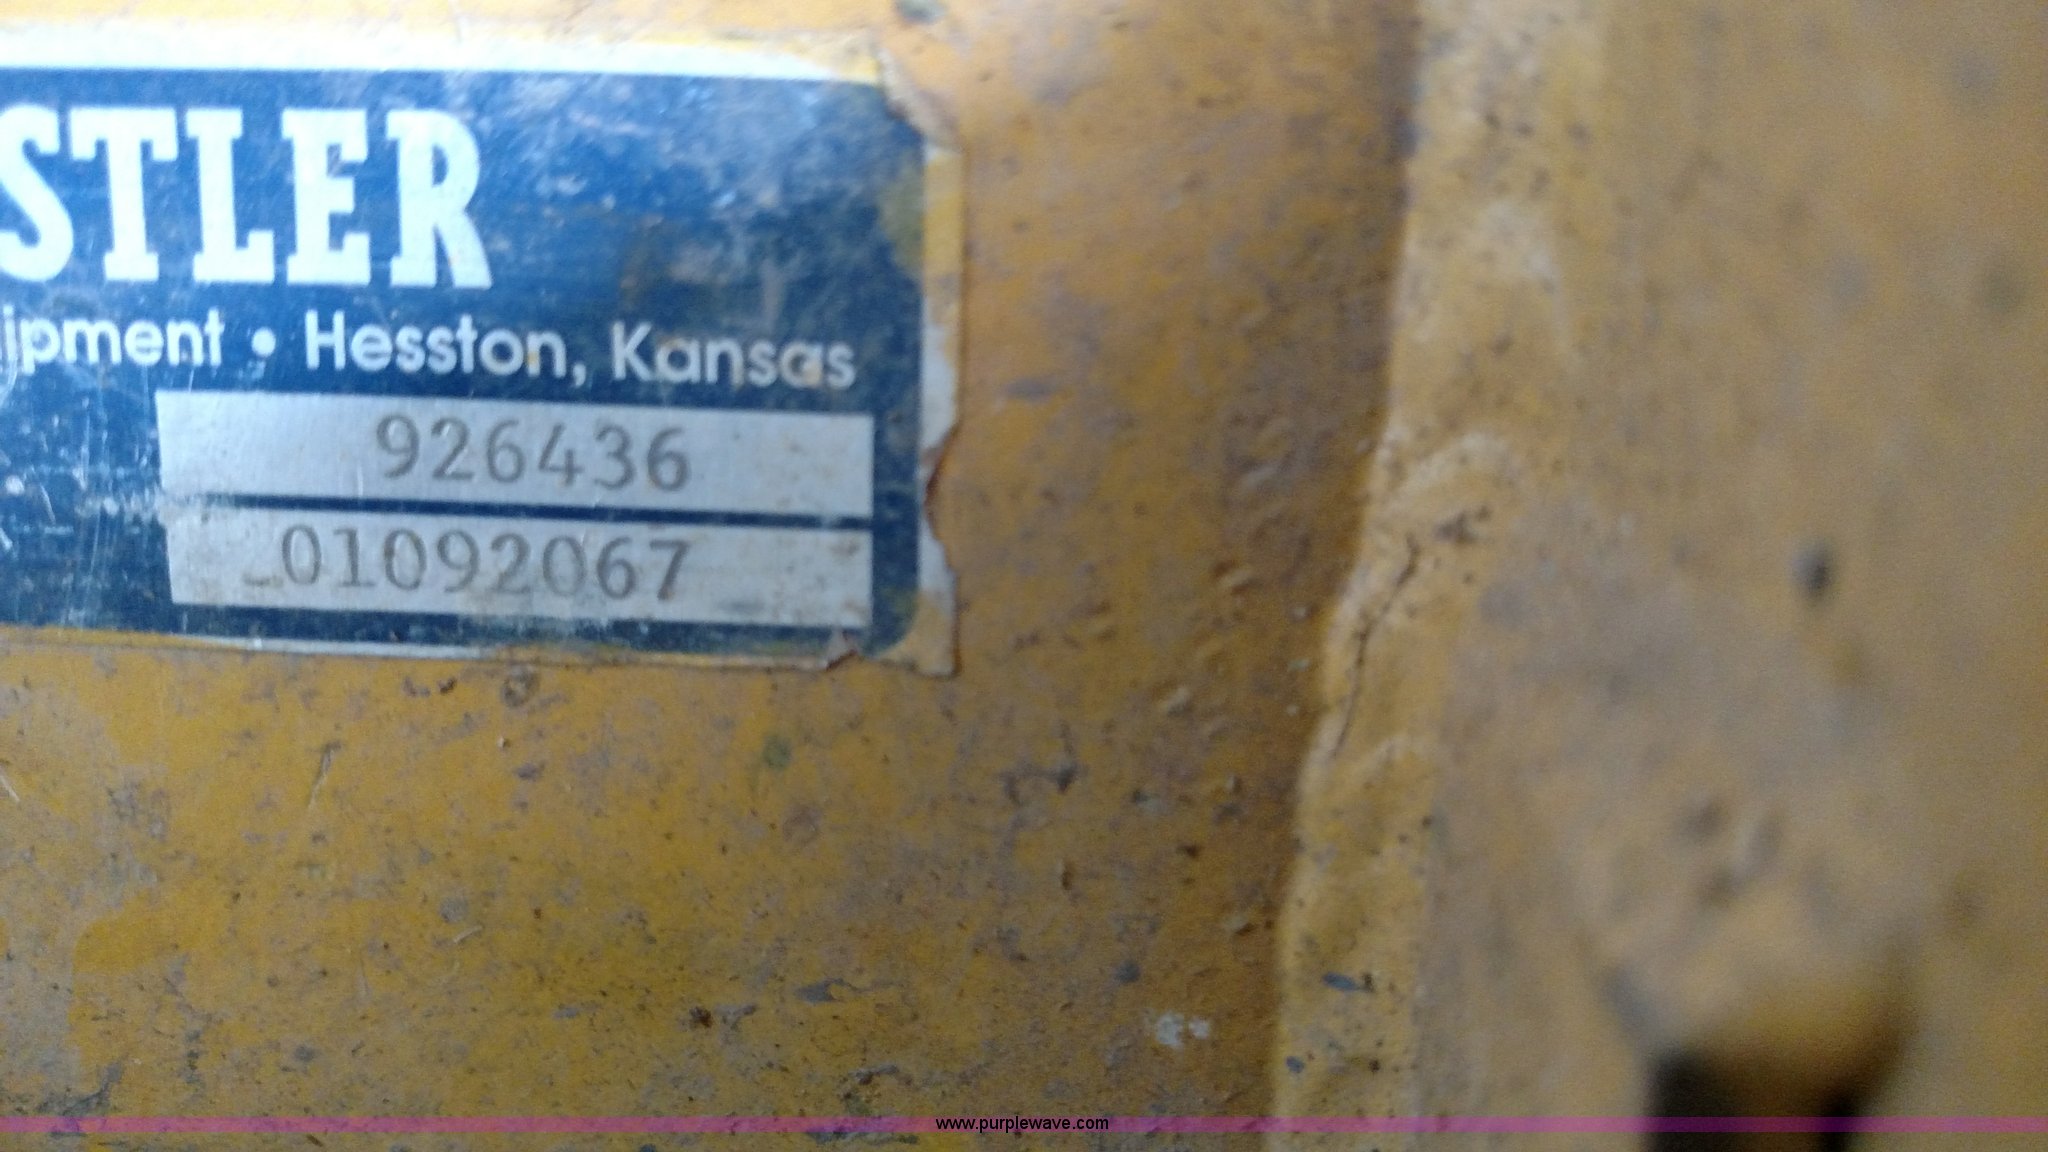 STLER
ipment • Hesston, Kansas
926436
01092067
www.purplewave.com